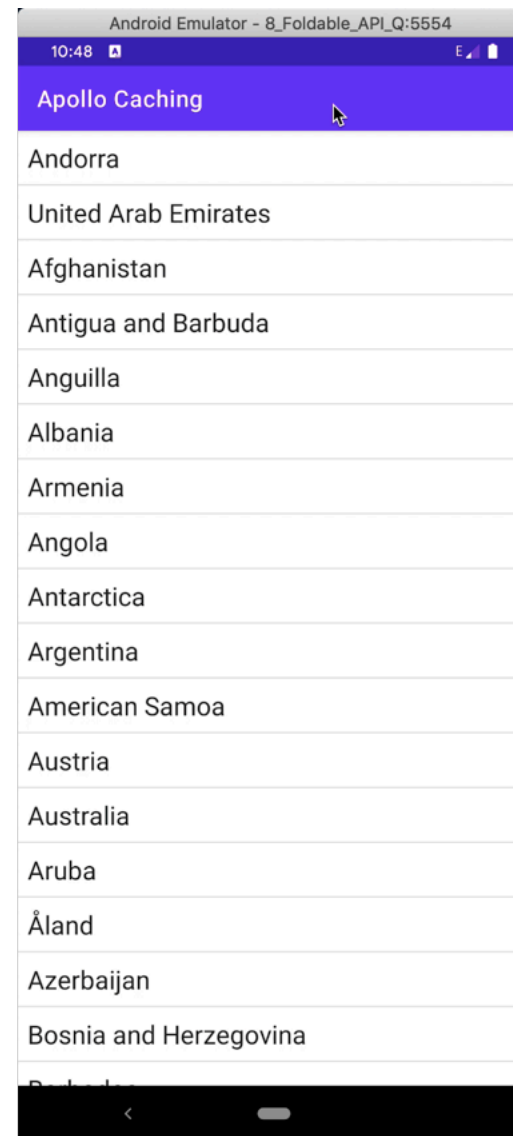 Android Emulator - 8_Foldable_API_Q:5554
10:48 A E
Apollo Caching
Andorra
United Arab Emirates
Afghanistan
Antigua and Barbuda
Anguilla
Albania
Armenia
Angola
Antarctica
Argentina
American Samoa
Austria
Australia
Aruba
Åland
Azerbaijan
Bosnia and Herzegovina